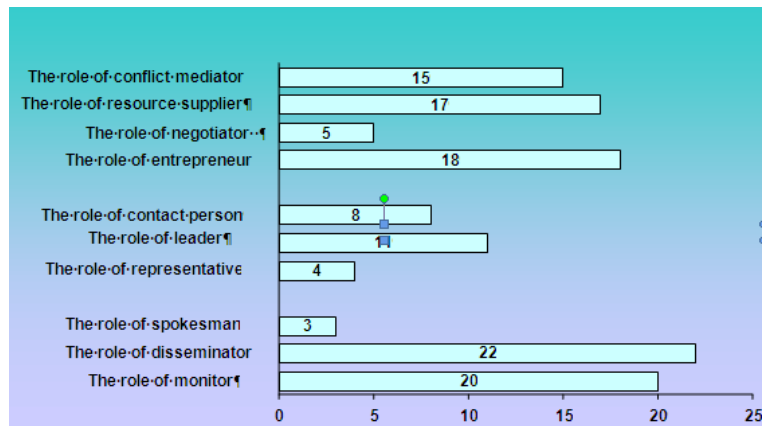 The·role·of·conflict·mediator 15
The·role·of·resource·supplier¶ 17
The·role·of·negotiator··¶ 5
The·role·of·entrepreneur 18
The·role·of·contact·person 8
The·role·of·leader¶
The·role·of·representative 4
The·role·of·spokesman 3
The·role·of·disseminator 22
The·role·of·monitor¶ 20
0 5 10 15 20 25